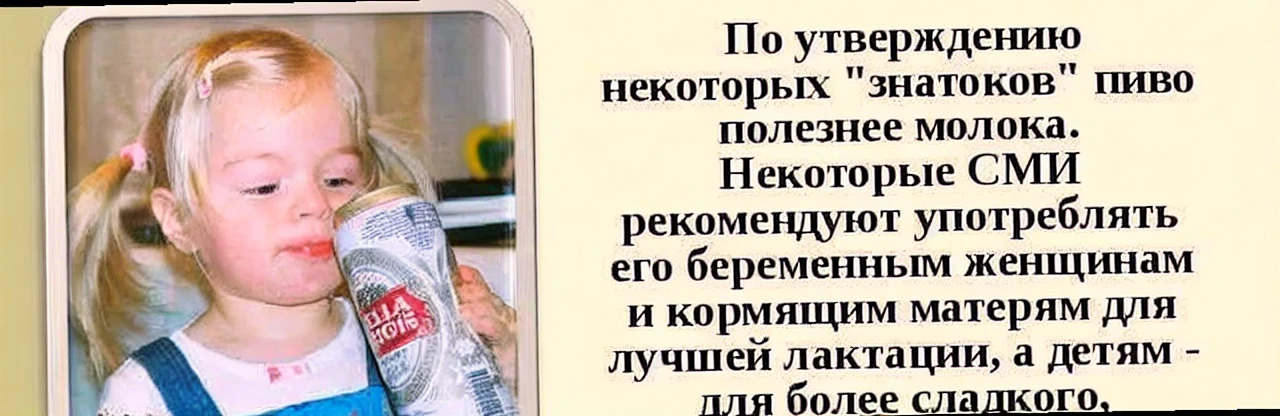 По утверждению
некоторых "знатоков" пиво
полезнее молока.
Некоторые СМИ
рекомендуют употреблять
его беременным женщинам
и кормящим матерям для
лучшей лактации, а детям -
для более сладкого,